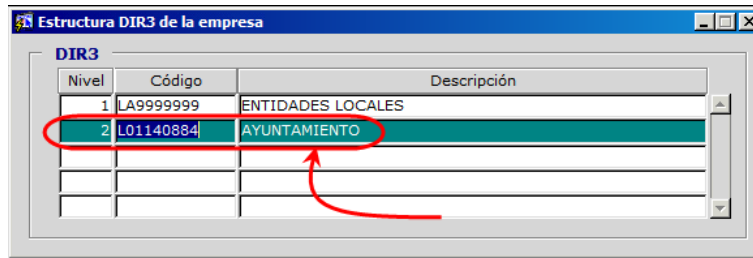 Estructura DIR3 de la empresa
DIR3
Nivel Código Descripción
1 LA9999999 ENTIDADES LOCALES
2 L01140884 AYUNTAMIENTO